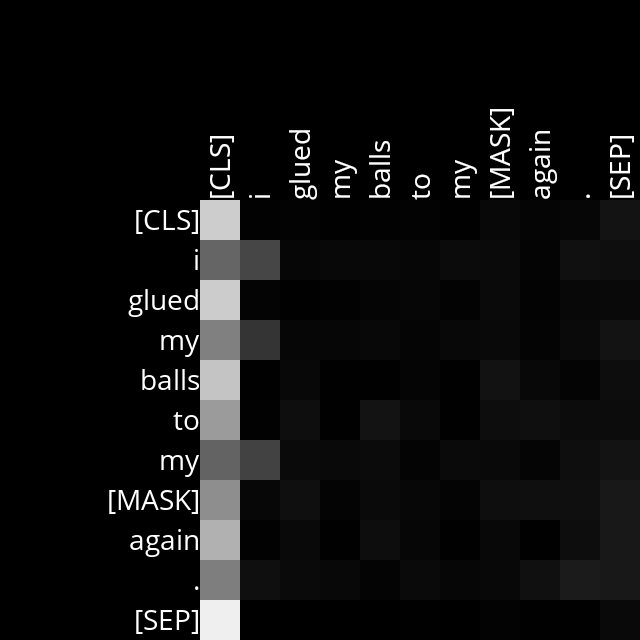 [CLS] i glued my balls to my [MASK] again . [SEP]
[CLS]
i
glued
my
balls
to
my
[MASK]
again
.
[SEP]